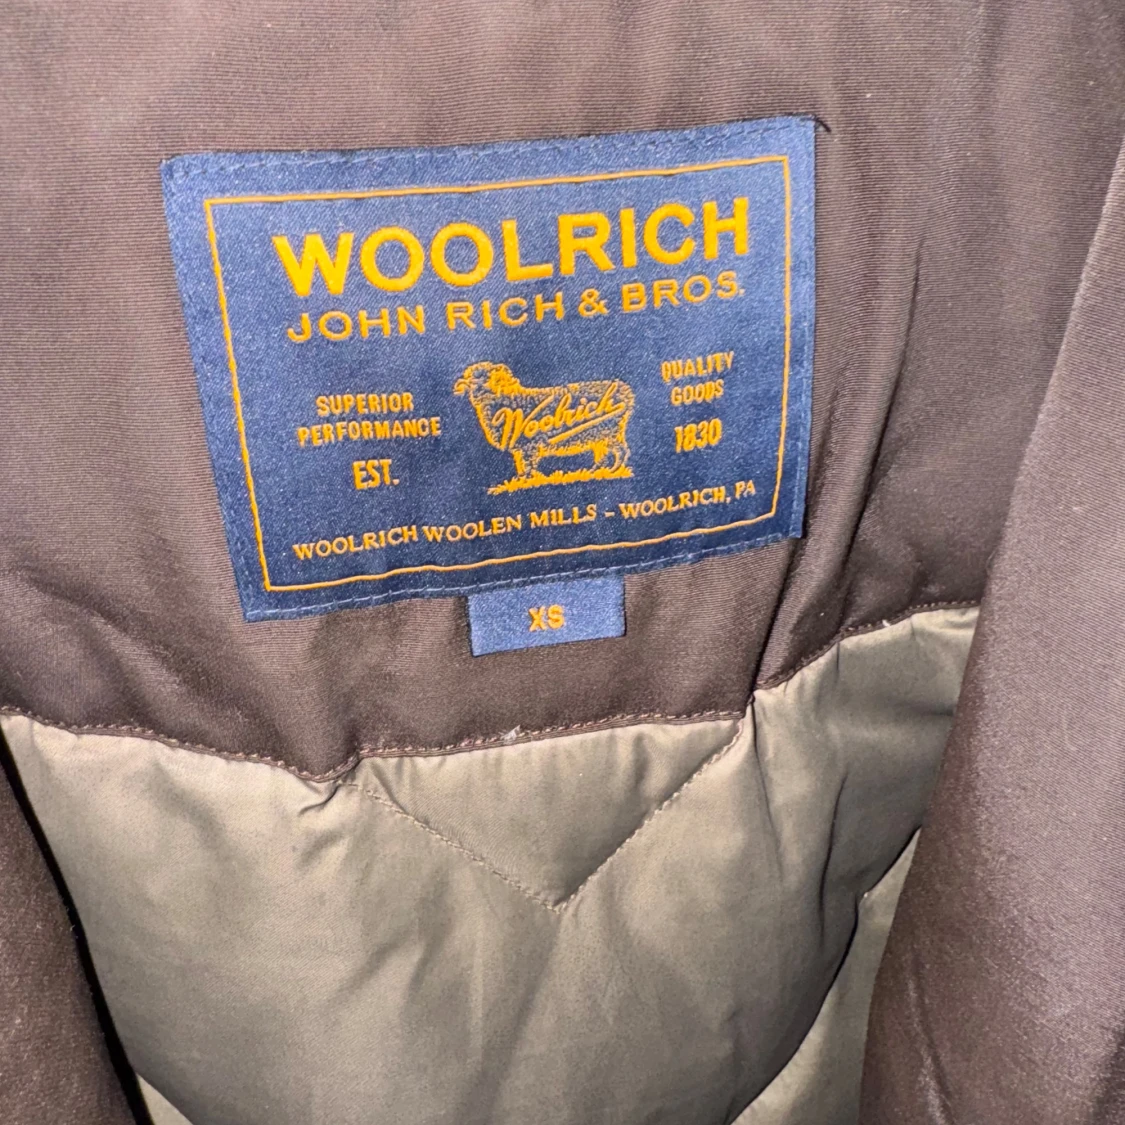 WOOLRICH
JOHN RICH & BROS.
SUPERIOR
PERFORMANCE
EST.
Woolrich
QUALITY
GOODS
1830
WOOLRICH WOOLEN MILLS - WOOLRICH, PA
XS